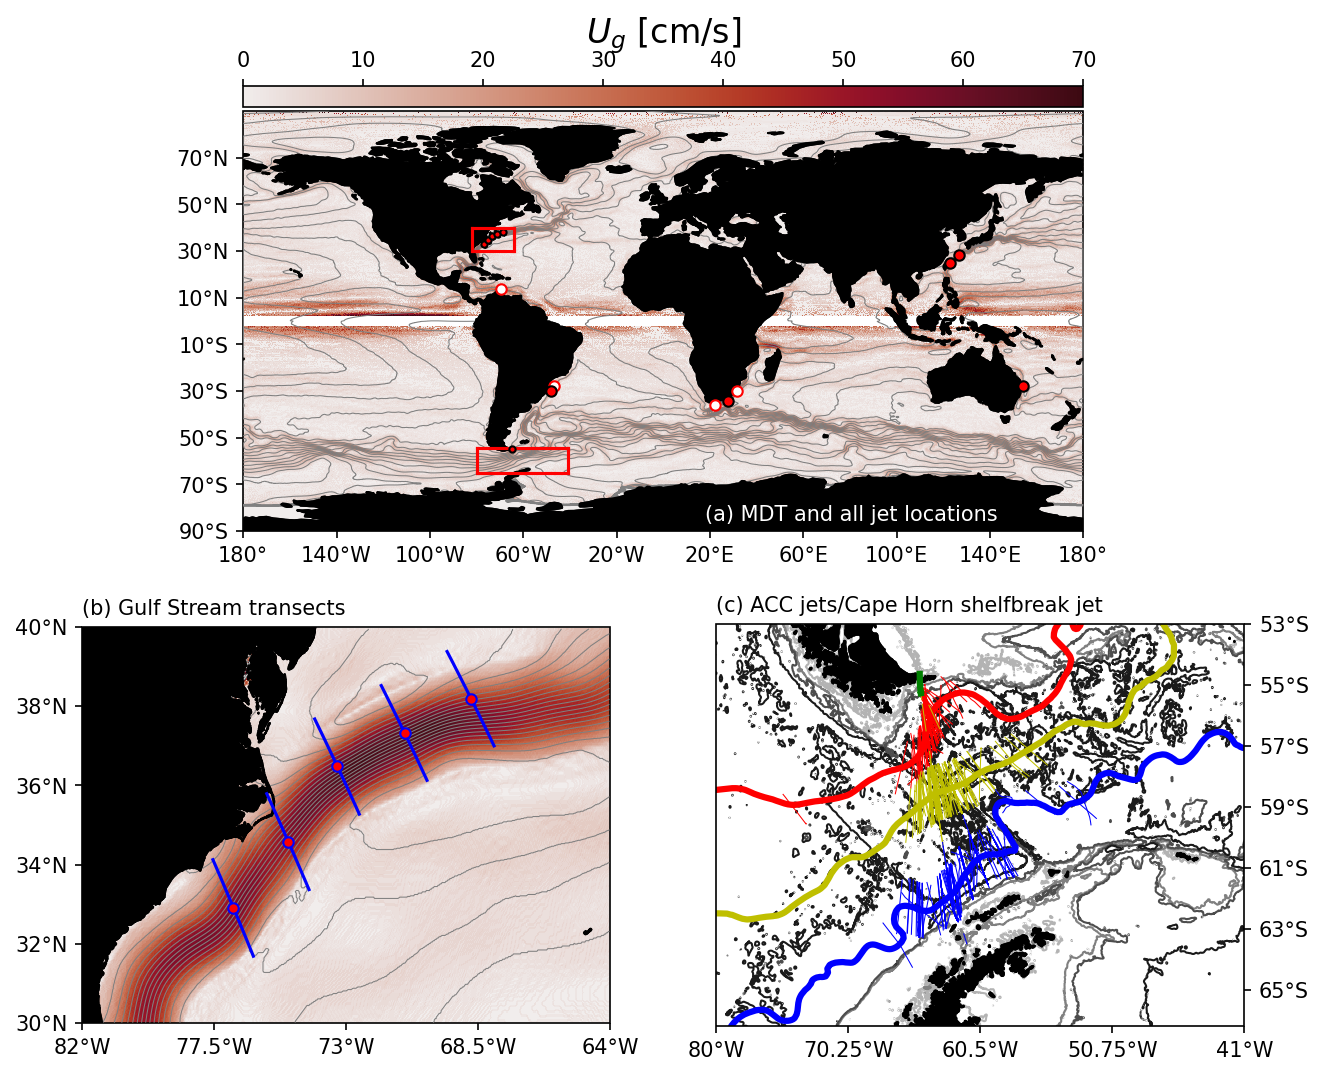 U_g [cm/s]
0 10 20 30 40 50 60 70
70°N
50°N
30°N
10°N
10°S
30°S
50°S
70°S
90°S
(a) MDT and all jet locations
180° 140°W 100°W 60°W 20°W 20°E 60°E 100°E 140°E 180°
(b) Gulf Stream transects
40°N
38°N
36°N
34°N
32°N
30°N
82°W 77.5°W 73°W 68.5°W 64°W
(c) ACC jets/Cape Horn shelfbreak jet
53°S
55°S
57°S
59°S
61°S
63°S
65°S
80°W 70.25°W 60.5°W 50.75°W 41°W